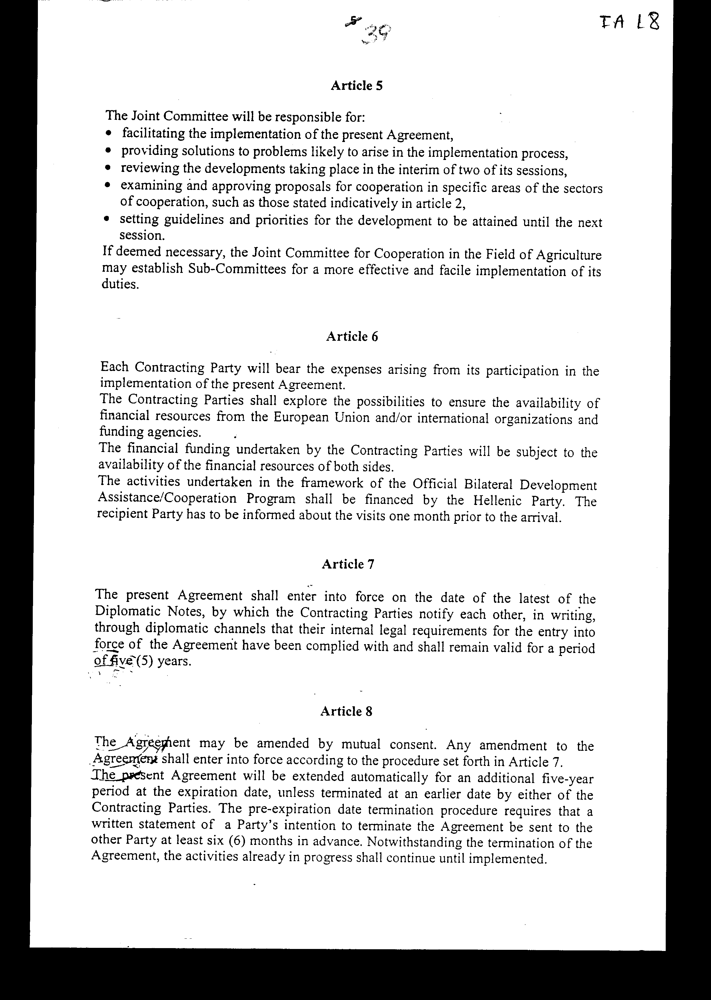 5
39
IA L8
Article 5
The Joint Committee will be responsible for:
• facilitating the implementation of the present Agreement,
• providing solutions to problems likely to arise in the implementation process,
• reviewing the developments taking place in the interim of two of its sessions,
• examining and approving proposals for cooperation in specific areas of the sectors
of cooperation, such as those stated indicatively in article 2,
• setting guidelines and priorities for the development to be attained until the next
session.
If deemed necessary, the Joint Committee for Cooperation in the Field of Agriculture
may establish Sub-Committees for a more effective and facile implementation of its
duties.
Article 6
Each Contracting Party will bear the expenses arising from its participation in the
implementation of the present Agreement.
The Contracting Parties shall explore the possibilities to ensure the availability of
financial resources from the European Union and/or international organizations and
funding agencies.
The financial funding undertaken by the Contracting Parties will be subject to the
availability of the financial resources of both sides.
The activities undertaken in the framework of the Official Bilateral Development
Assistance/Cooperation Program shall be financed by the Hellenic Party. The
recipient Party has to be informed about the visits one month prior to the arrival.
Article 7
The present Agreement shall enter into force on the date of the latest of the
Diplomatic Notes, by which the Contracting Parties notify each other, in writing,
through diplomatic channels that their internal legal requirements for the entry into
force of the Agreement have been complied with and shall remain valid for a period
of five (5) years.
Article 8
The Agreement may be amended by mutual consent. Any amendment to the
Agreement shall enter into force according to the procedure set forth in Article 7.
The present Agreement will be extended automatically for an additional five-year
period at the expiration date, unless terminated at an earlier date by either of the
Contracting Parties. The pre-expiration date termination procedure requires that a
written statement of a Party's intention to terminate the Agreement be sent to the
other Party at least six (6) months in advance. Notwithstanding the termination of the
Agreement, the activities already in progress shall continue until implemented.